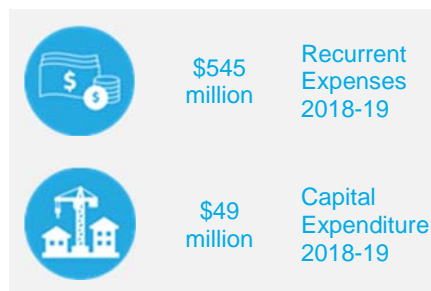 $
$
$545
million
Recurrent
Expenses
2018-19
$49
million
Capital
Expenditure
2018-19